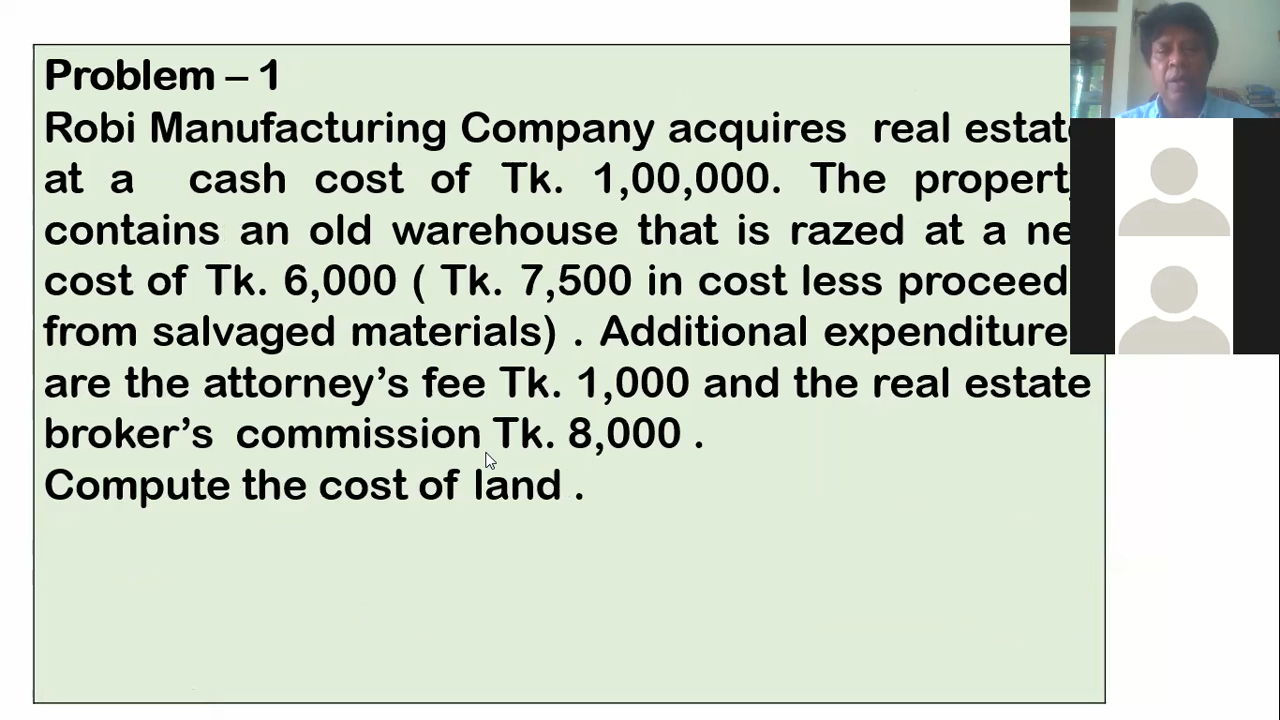 Problem – 1
Robi Manufacturing Company acquires real estat
at a cash cost of Tk. 1,00,000. The propert
contains an old warehouse that is razed at a ne
cost of Tk. 6,000 ( Tk. 7,500 in cost less proceed
from salvaged materials) . Additional expenditure
are the attorney’s fee Tk. 1,000 and the real estate
broker’s commission Tk. 8,000 .
Compute the cost of land .